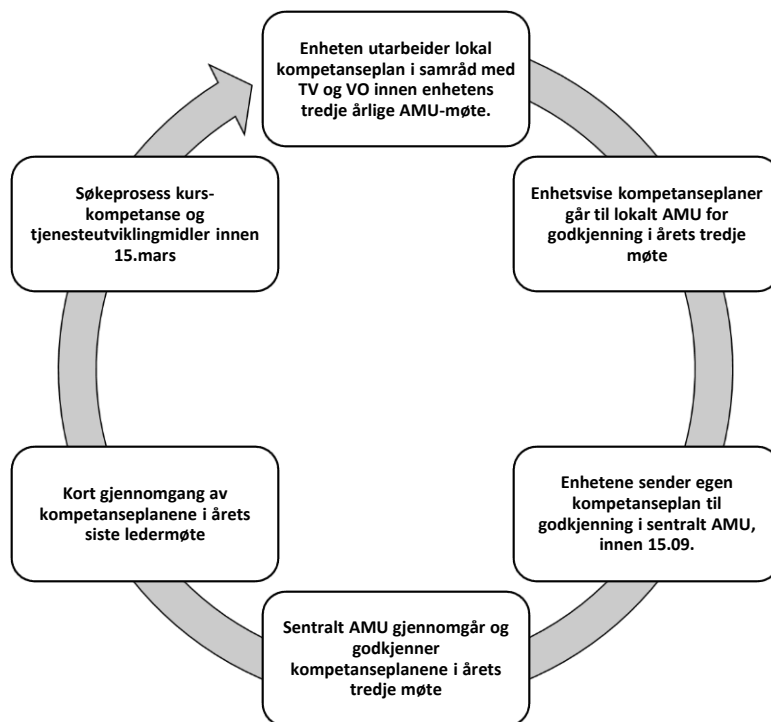 Enheten utarbeider lokal
kompetanseplan i samråd med
TV og VO innen enhetens
tredje årlige AMU-møte.
Enhetsvise kompetanseplaner
går til lokalt AMU for
godkjenning i årets tredje
møte
Enhetene sender egen
kompetanseplan til
godkjenning i sentralt AMU,
innen 15.09.
Sentralt AMU gjennomgår og
godkjenner
kompetanseplanene i årets
tredje møte
Kort gjennomgang av
kompetanseplanene i årets
siste ledermøte
Søkeprosess kurs-
kompetanse og
tjenesteutviklingmidler innen
15.mars